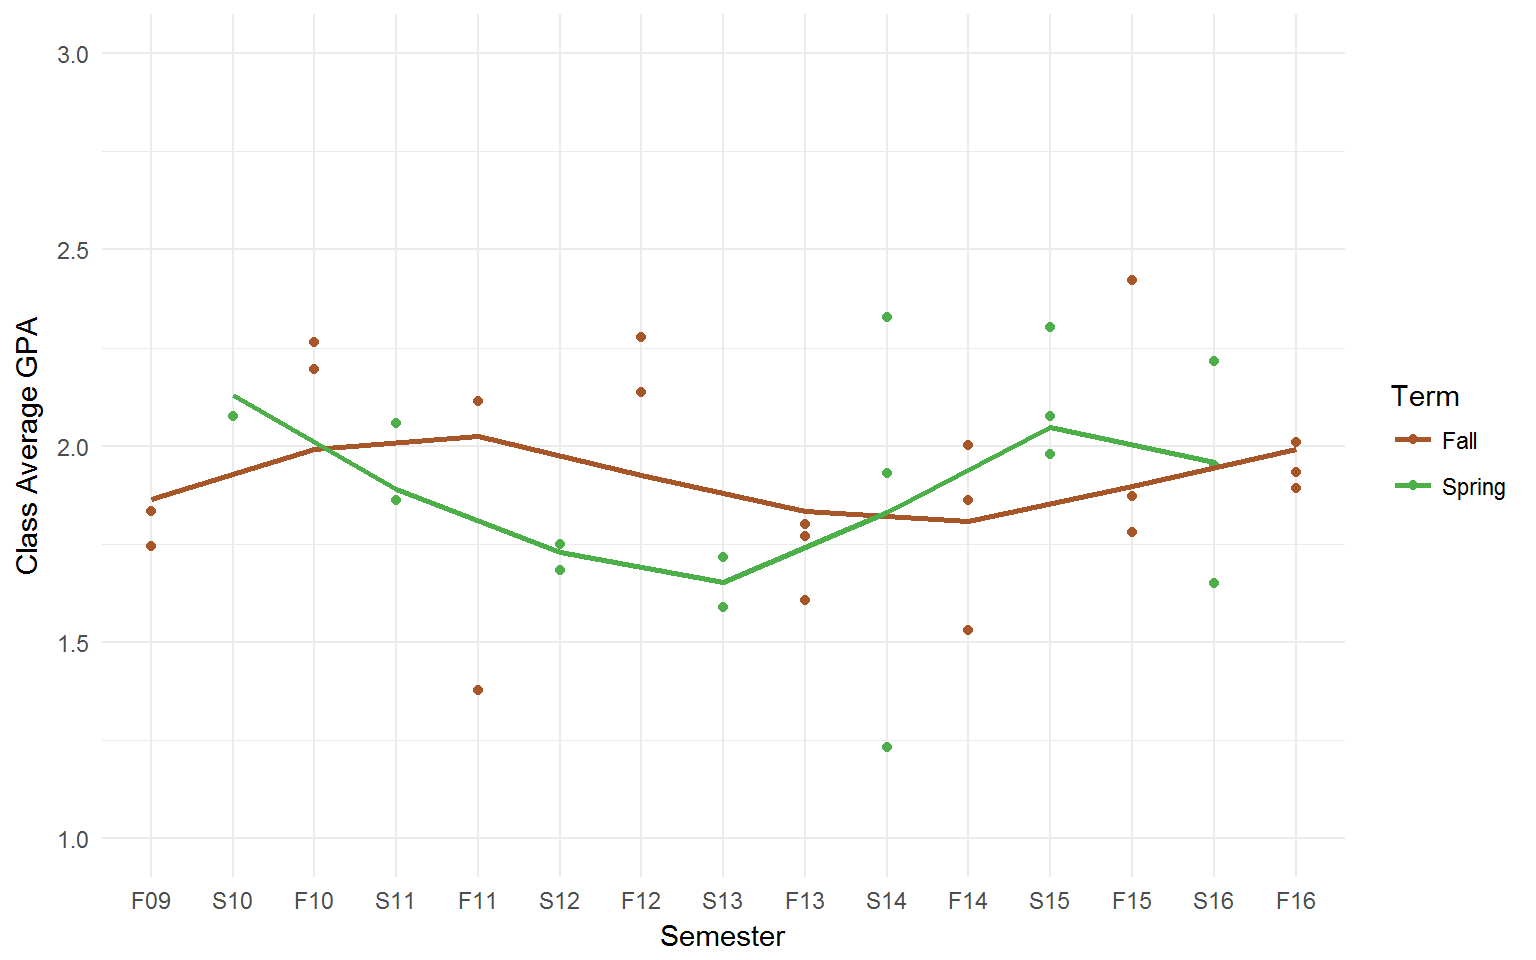 3.0
2.5
2.0
1.5
1.0
Class Average GPA
F09 S10 F10 S11 F11 S12 F12 S13 F13 S14 F14 S15 F15 S16 F16
Semester
Term
Fall
Spring